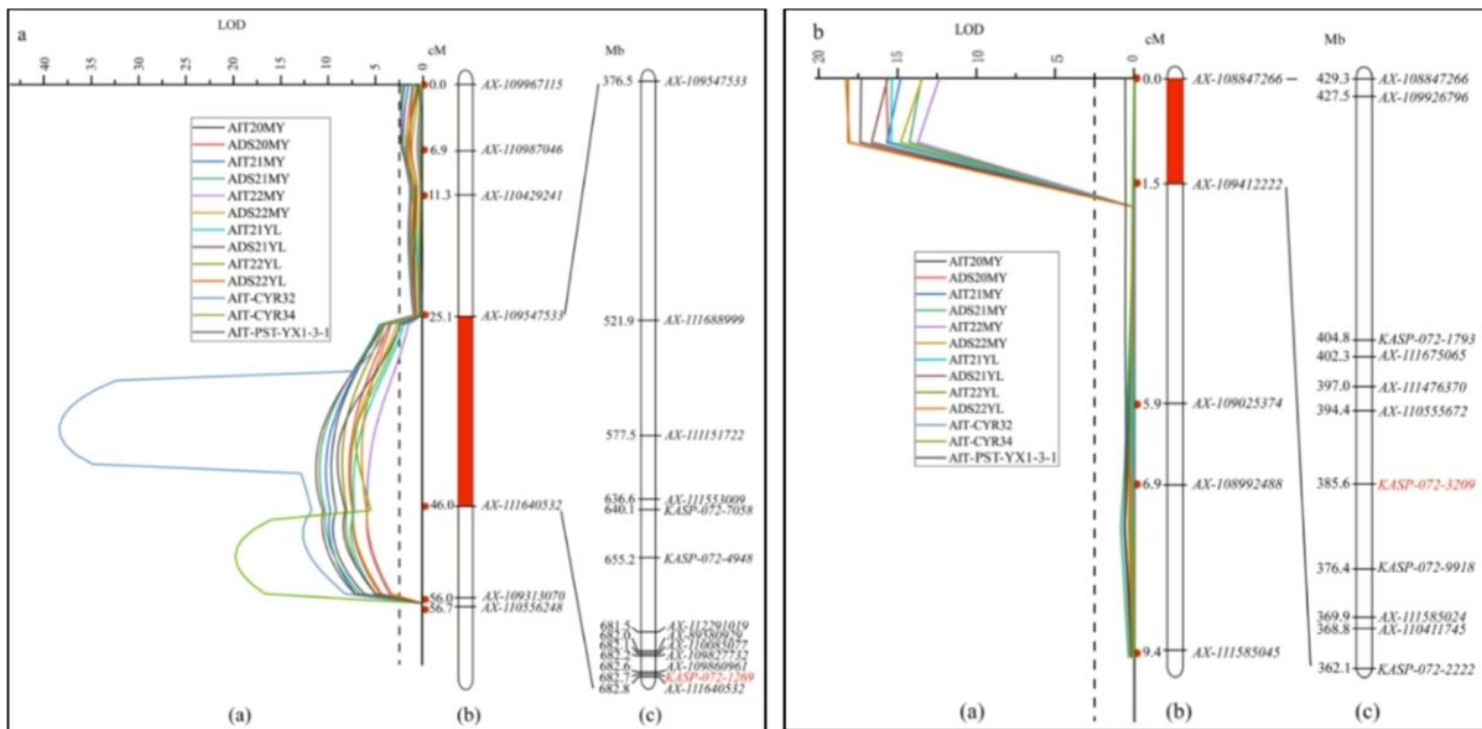 a
LOD
40 35 30 25 20 15 10 5 0
cM
Mb
AIT20MY
ADS20MY
AIT21MY
ADS21MY
AIT22MY
ADS22MY
AIT21YL
ADS21YL
AIT22YL
ADS22YL
AIT-CYR32
AIT-CYR34
AIT-PST-YX1-3-1
0.0 AX-109967115
6.9 AX-110987046
11.3 AX-110429241
25.1 AX-109547533
46.0 AX-111640532
56.0 AX-109313070
56.7 AX-110556248
376.5 AX-109547533
521.9 AX-111688999
577.5 AX-111151722
636.6 AX-111553009
640.1 KASP-072-7058
655.2 KASP-072-4948
681.5 AX-112291019
682.0
682.1
682.2 AX-109827732
682.6 AX-109860961
682.7 KASP-072-1269
682.8 AX-111640532
(a) (b) (c)
b
LOD
20 15 10 5 0
cM
Mb
AIT20MY
ADS20MY
AIT21MY
ADS21MY
AIT22MY
ADS22MY
AIT21YL
ADS21YL
AIT22YL
ADS22YL
AIT-CYR32
AIT-CYR34
AIT-PST-YX1-3-1
0.0 AX-108847266
1.5 AX-109412222
5.9 AX-109025374
6.9 AX-108992488
9.4 AX-111585045
429.3 AX-108847266
427.5 AX-109926796
404.8 KASP-072-1793
402.3 AX-111675065
397.0 AX-111476370
394.4 AX-110555672
385.6 KASP-072-3209
376.4 KASP-072-9918
369.9 AX-111585024
368.8 AX-110411745
362.1 KASP-072-2222
(a) (b) (c)